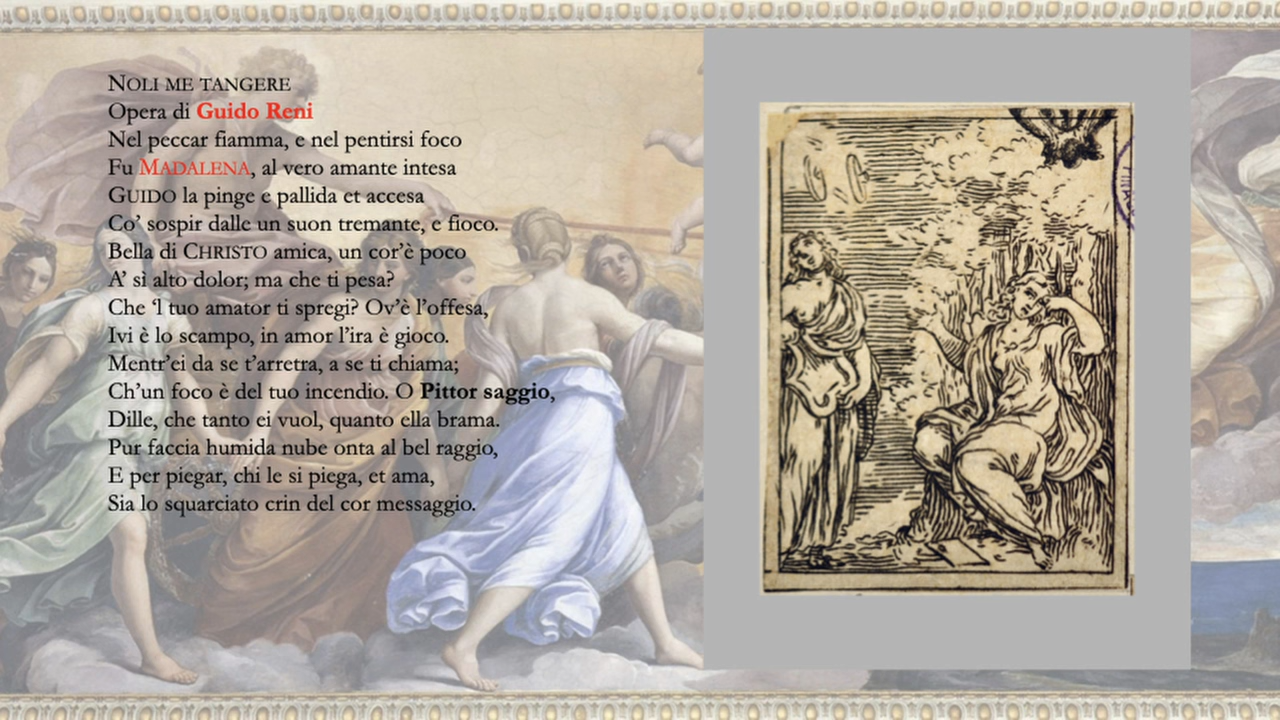 NOLI ME TANGERE
Opera di Guido Reni
Nel peccar fiamma, e nel pentirsi foco
Fu MADALENA, al vero amante intesa
GUIDO la pinge e pallida et accesa
Co’ sospir dalle un suon tremante, e fioco.
Bella di CHRISTO amica, un cor’è poco
A’ sì alto dolor; ma che ti pesa?
Che ‘l tuo amator ti spregi? Ov’è l’offesa,
Ivi è lo scampo, in amor l’ira è gioco.
Mentr’ei da se t’arretra, a se ti chiama;
Ch’un foco è del tuo incendio. O Pittor saggio,
Dille, che tanto ei vuol, quanto ella brama.
Pur faccia humida nube onta al bel raggio,
E per piegar, chi le si piega, et ama,
Sia lo squarciato crin del cor messaggio.